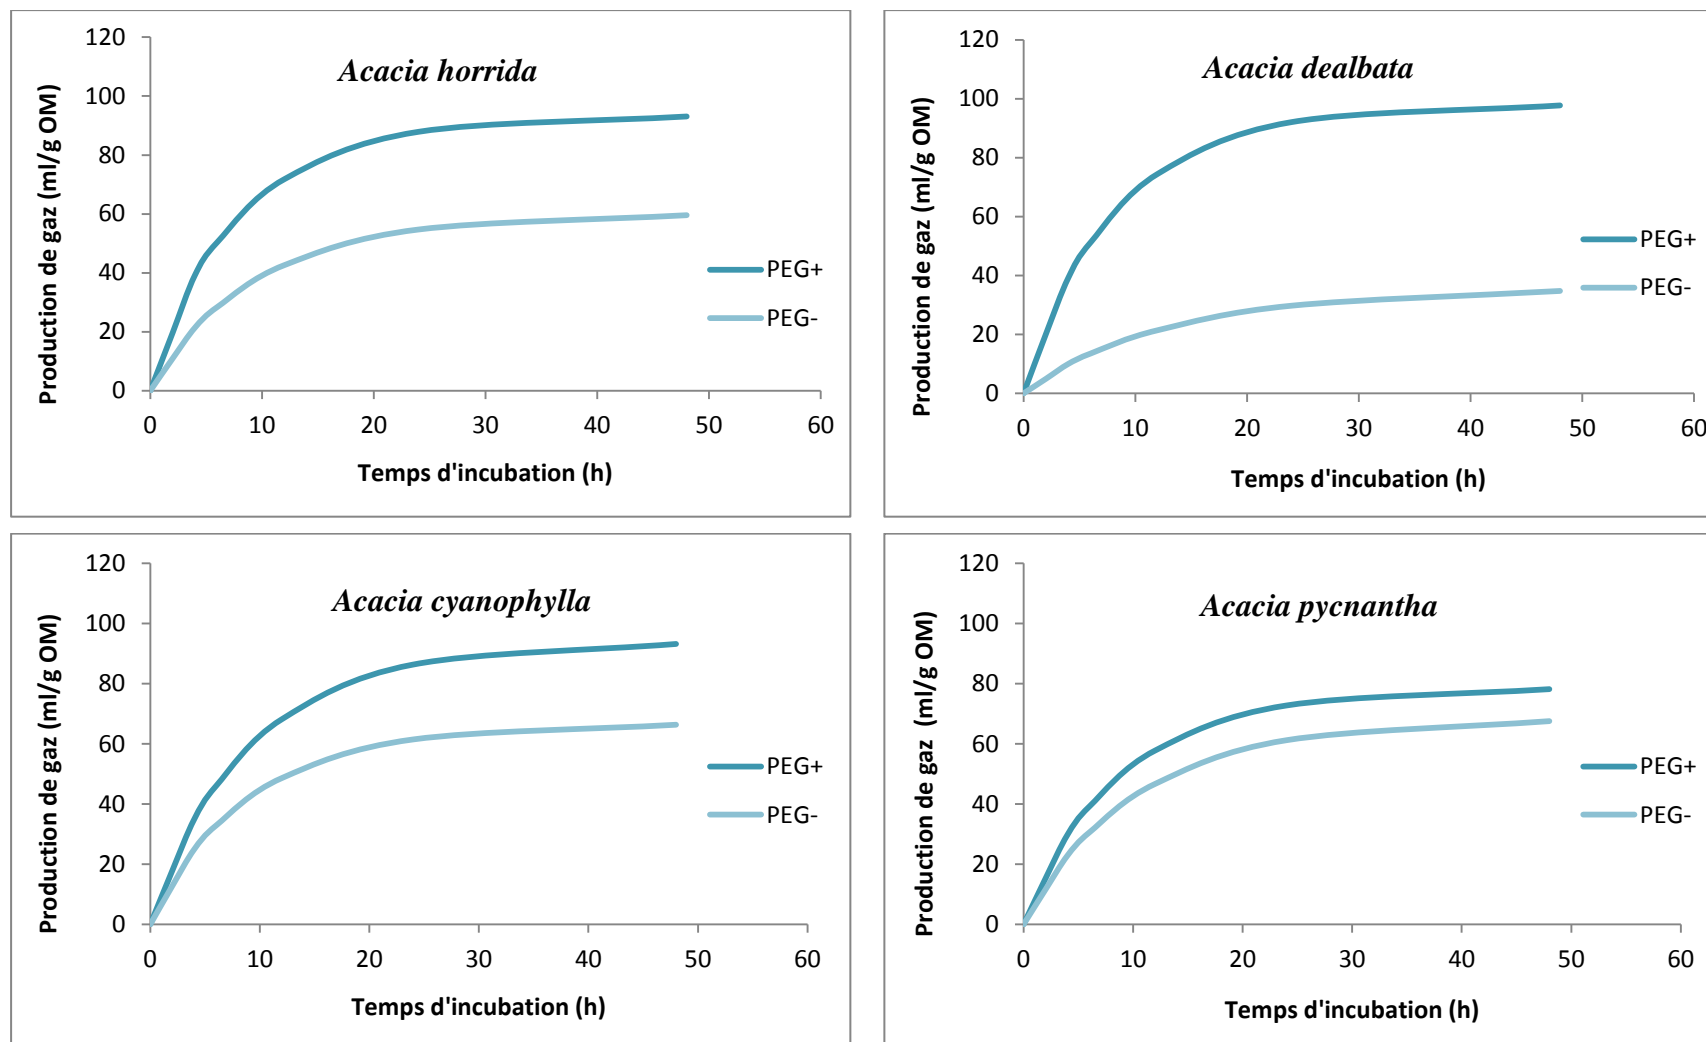 Acacia horrida
Production de gaz (ml/g OM)
120
100
80
60
40
20
0
0 10 20 30 40 50 60
Temps d'incubation (h)
PEG+
PEG-
Acacia dealbata
Production de gaz (ml/g OM)
120
100
80
60
40
20
0
0 10 20 30 40 50 60
Temps d'incubation (h)
PEG+
PEG-
Acacia cyanophylla
Production de gaz (ml/g OM)
120
100
80
60
40
20
0
0 10 20 30 40 50 60
Temps d'incubation (h)
PEG+
PEG-
Acacia pycnantha
Production de gaz (ml/g OM)
120
100
80
60
40
20
0
0 10 20 30 40 50 60
Temps d'incubation (h)
PEG+
PEG-